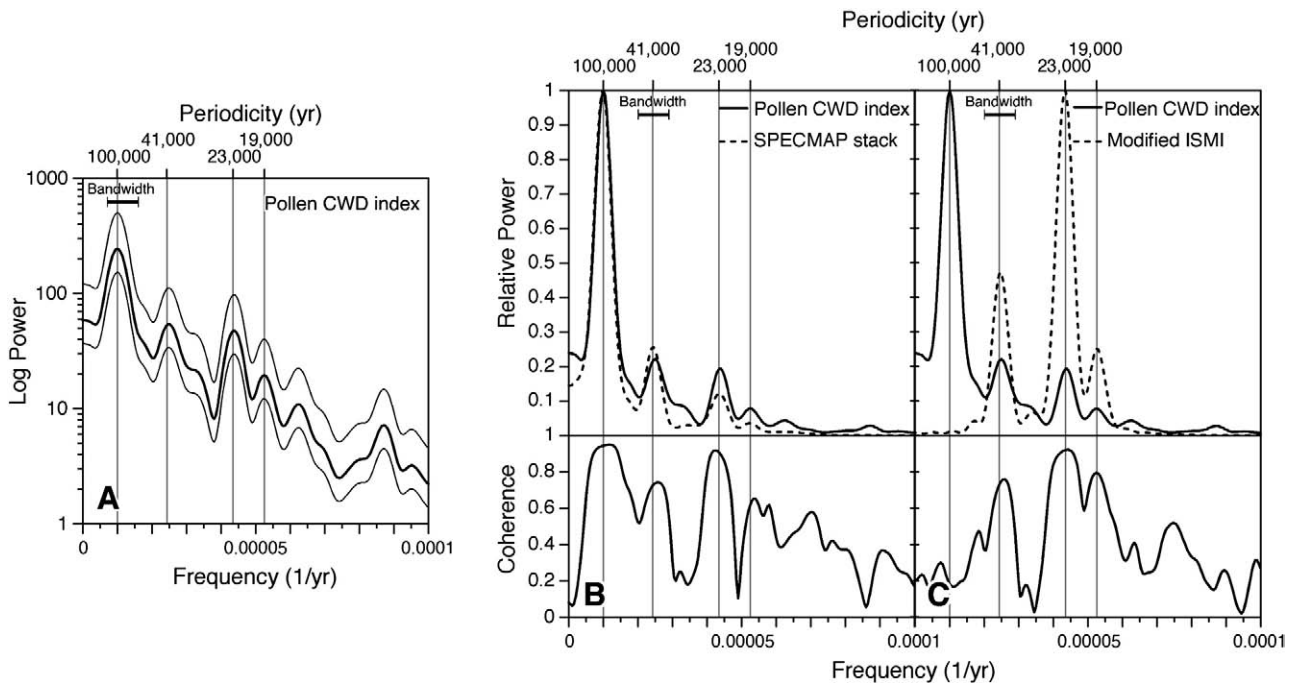 Periodicity (yr)
41,000 19,000
100,000 23,000
1000
Bandwidth
Pollen CWD index
100
Log Power
10
A
1
0 0.00005 0.0001
Frequency (1/yr)
Periodicity (yr)
41,000 19,000 41,000 19,000
100,000 23,000 100,000 23,000
1
Bandwidth
Pollen CWD index
SPECMAP stack
Bandwidth
Pollen CWD index
Modified ISMI
0.9
0.8
0.7
0.6
0.5
0.4
0.3
0.2
0.1
Relative Power
1
0.8
0.6
0.4
0.2
0
Coherence
B
C
0 0.00005 0.0001 0.00005 0.0001
Frequency (1/yr)